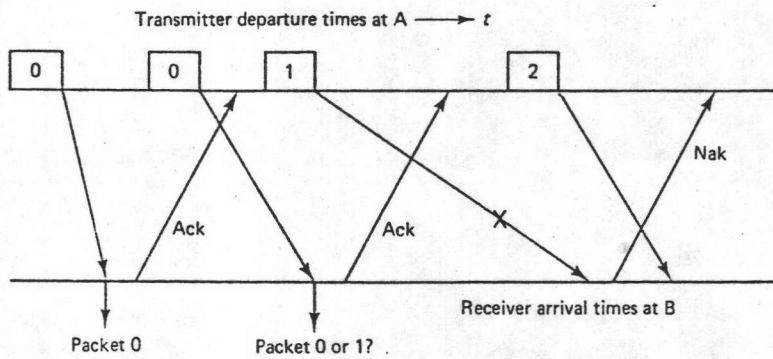 Transmitter departure times at A → t
0 0 1 2
Nak
Ack Ack
Receiver arrival times at B
Packet 0 Packet 0 or 1?